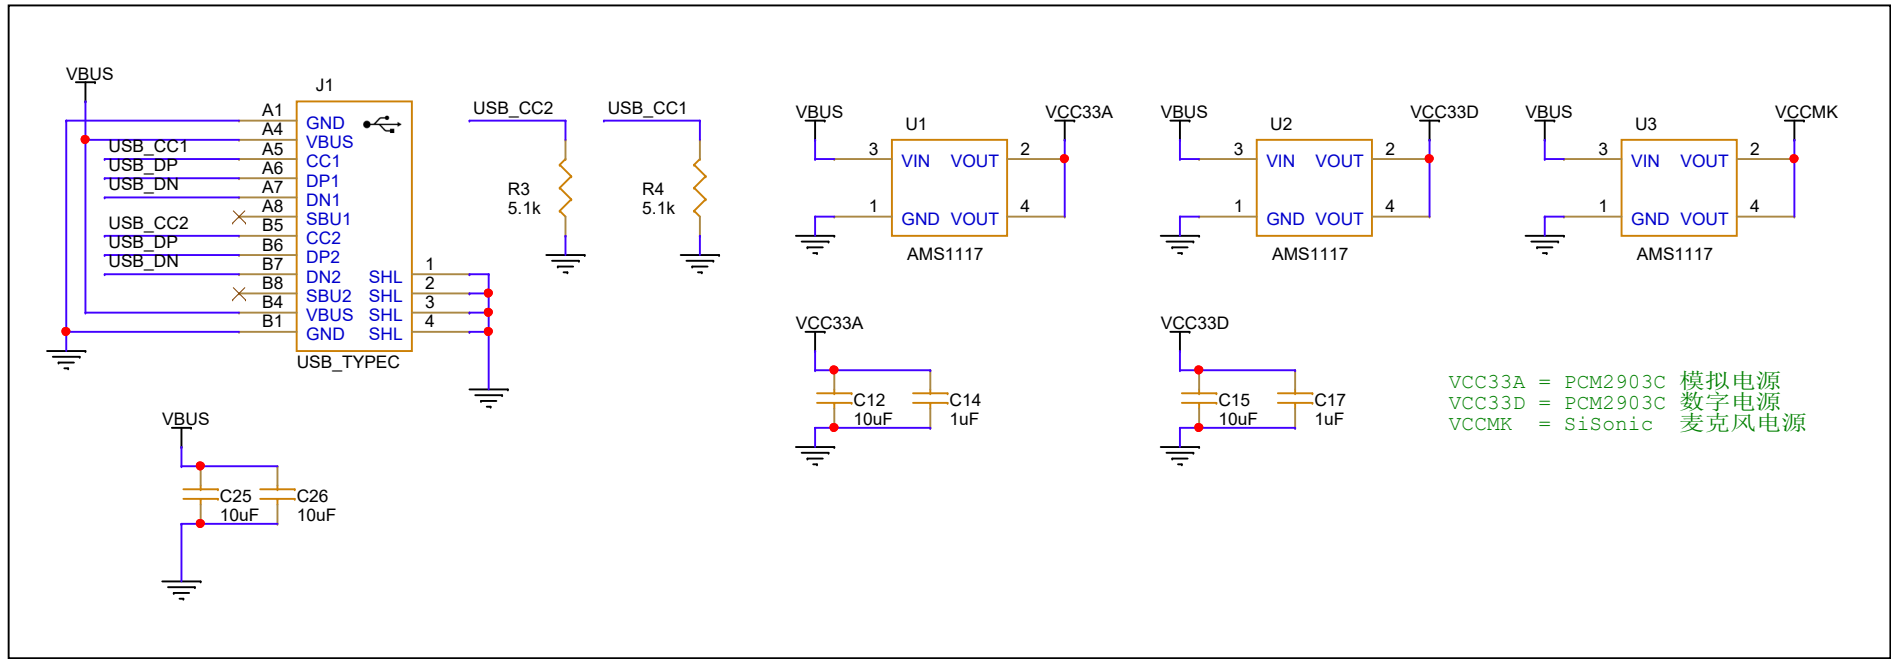 VBUS
J1
A1
GND
A4
VBUS
USB_CC1
A5
CC1
USB_DP
A6
DP1
USB_DN
A7
DN1
A8
SBU1
USB_CC2
B5
CC2
USB_DP
B6
DP2
USB_DN
B7
DN2
SHL
1
B8
SBU2
SHL
2
B4
VBUS
SHL
3
B1
GND
SHL
4
USB_TYPEC
USB_CC2
R3
5.1k
USB_CC1
R4
5.1k
VBUS
VCC33A
U1
3
VIN
VOUT
2
1
GND
VOUT
4
AMS1117
VBUS
VCC33D
U2
3
VIN
VOUT
2
1
GND
VOUT
4
AMS1117
VBUS
VCCMK
U3
3
VIN
VOUT
2
1
GND
VOUT
4
AMS1117
VBUS
C25
10uF
C26
10uF
VCC33A
C12
10uF
C14
1uF
VCC33D
C15
10uF
C17
1uF
VCC33A = PCM2903C 模拟电源
VCC33D = PCM2903C 数字电源
VCCMK = SiSonic 麦克风电源